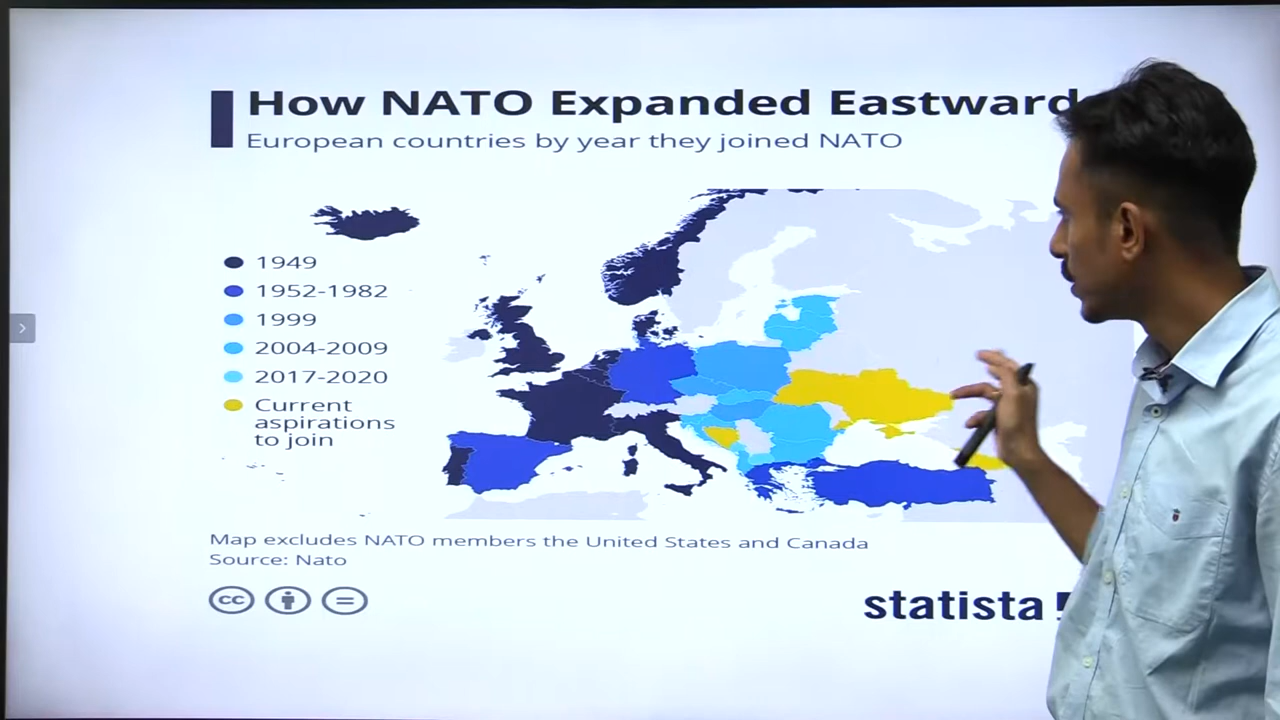 How NATO Expanded Eastward
European countries by year they joined NATO
1949
1952-1982
1999
2004-2009
2017-2020
Current
aspirations
to join
Map excludes NATO members the United States and Canada
Source: Nato
cc
statista